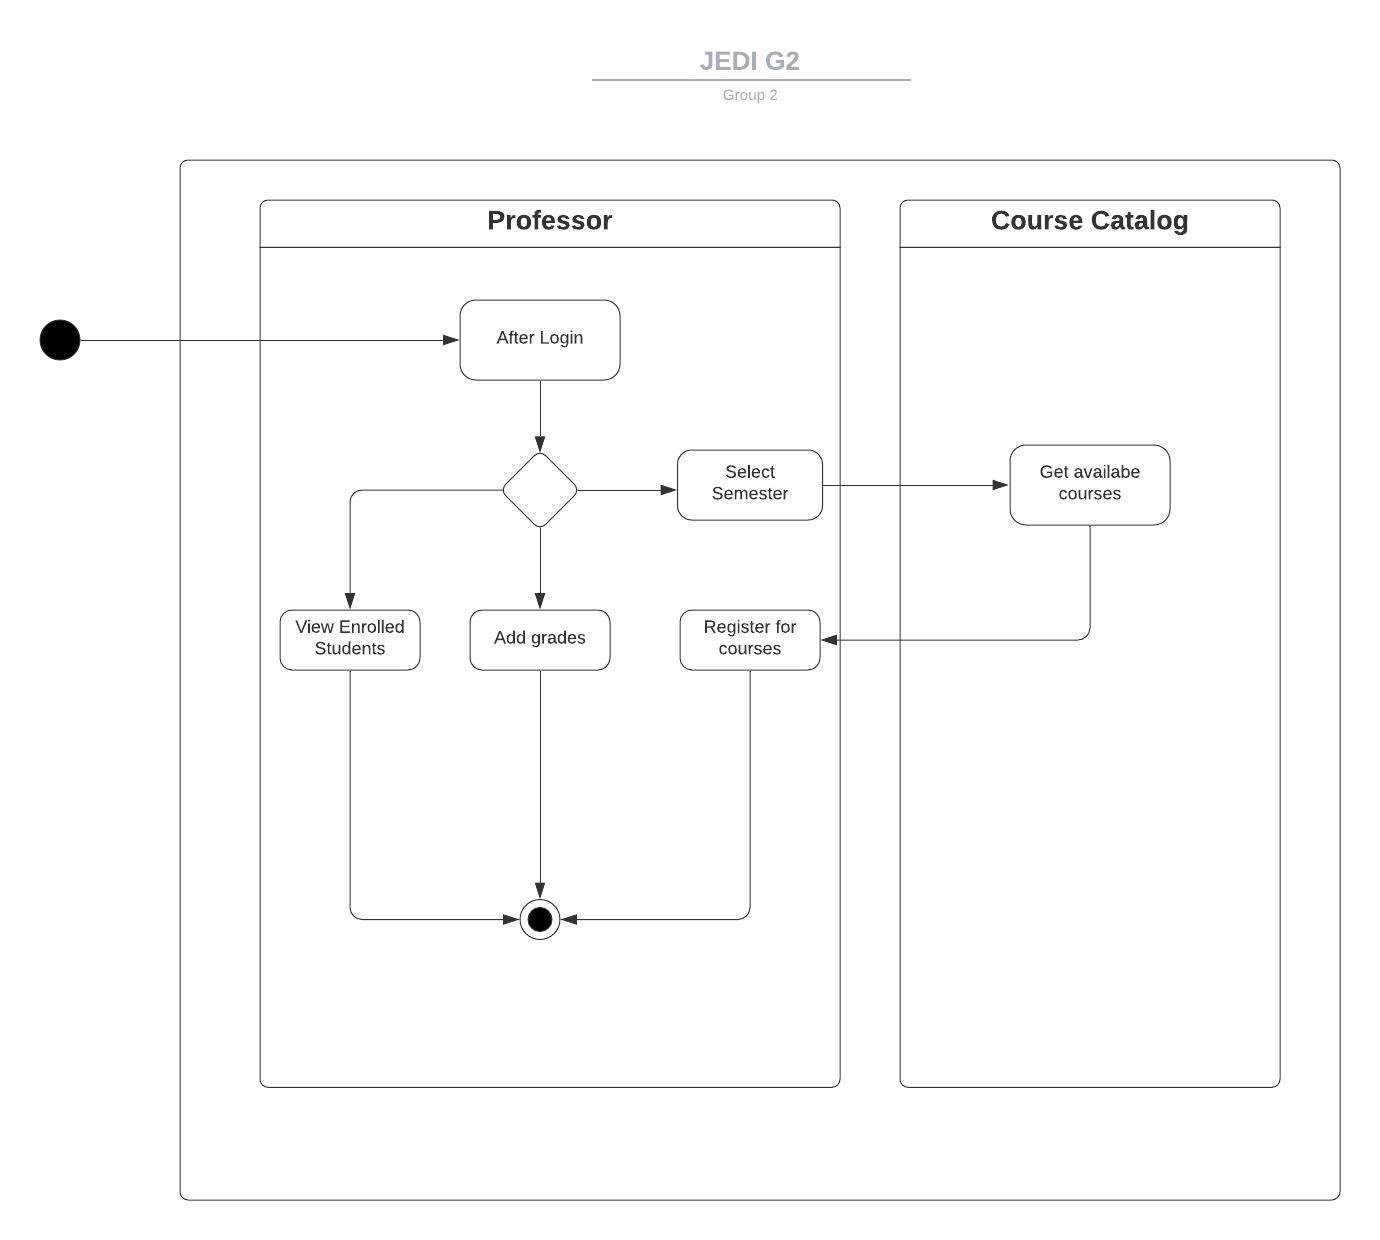 JEDI G2
Group 2
Professor
Course Catalog
After Login
Select
Semester
Get availabe
courses
View Enrolled
Students
Add grades
Register for
courses